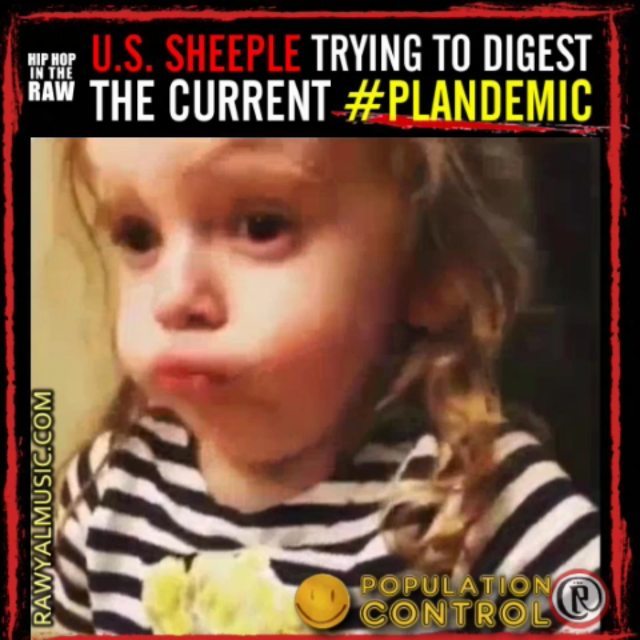 HIP HOP
IN THE
RAW
U.S. SHEEPLE TRYING TO DIGEST
THE CURRENT #PLANDEMIC
RAWYALMUSIC.COM
POPULATION
CONTROL
R